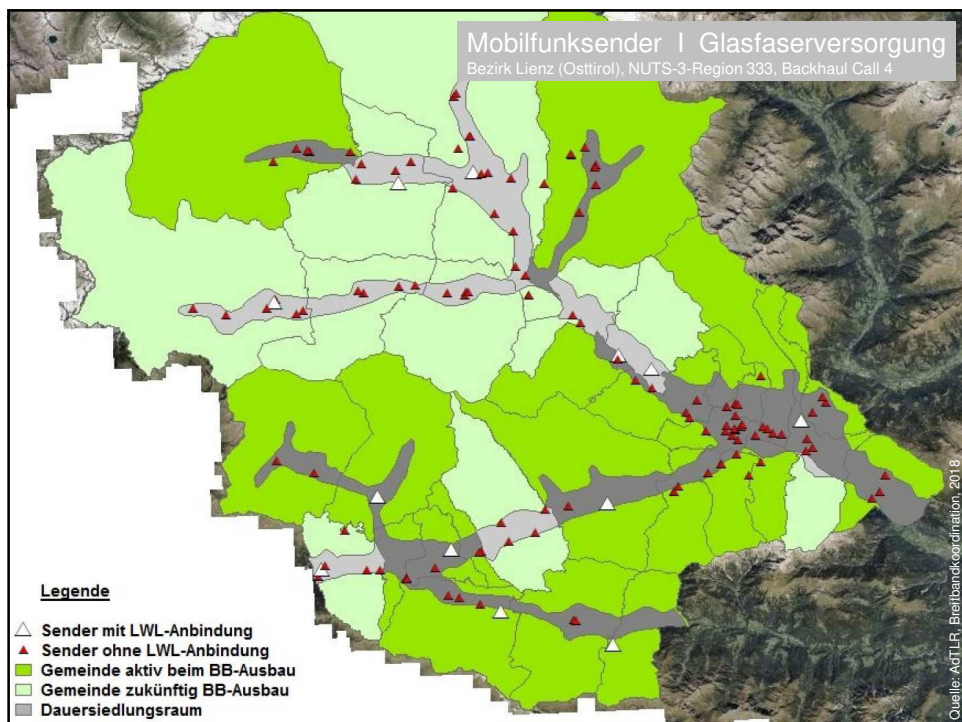 Mobilfunksender I Glasfaserversorgung
Bezirk Lienz (Osttirol), NUTS-3-Region 333, Backhaul Call 4
Legende
Sender mit LWL-Anbindung
Sender ohne LWL-Anbindung
Gemeinde aktiv beim BB-Ausbau
Gemeinde zukünftig BB-Ausbau
Dauersiedlungsraum
Quelle: AdTLR, Breitbandkoordination, 2018